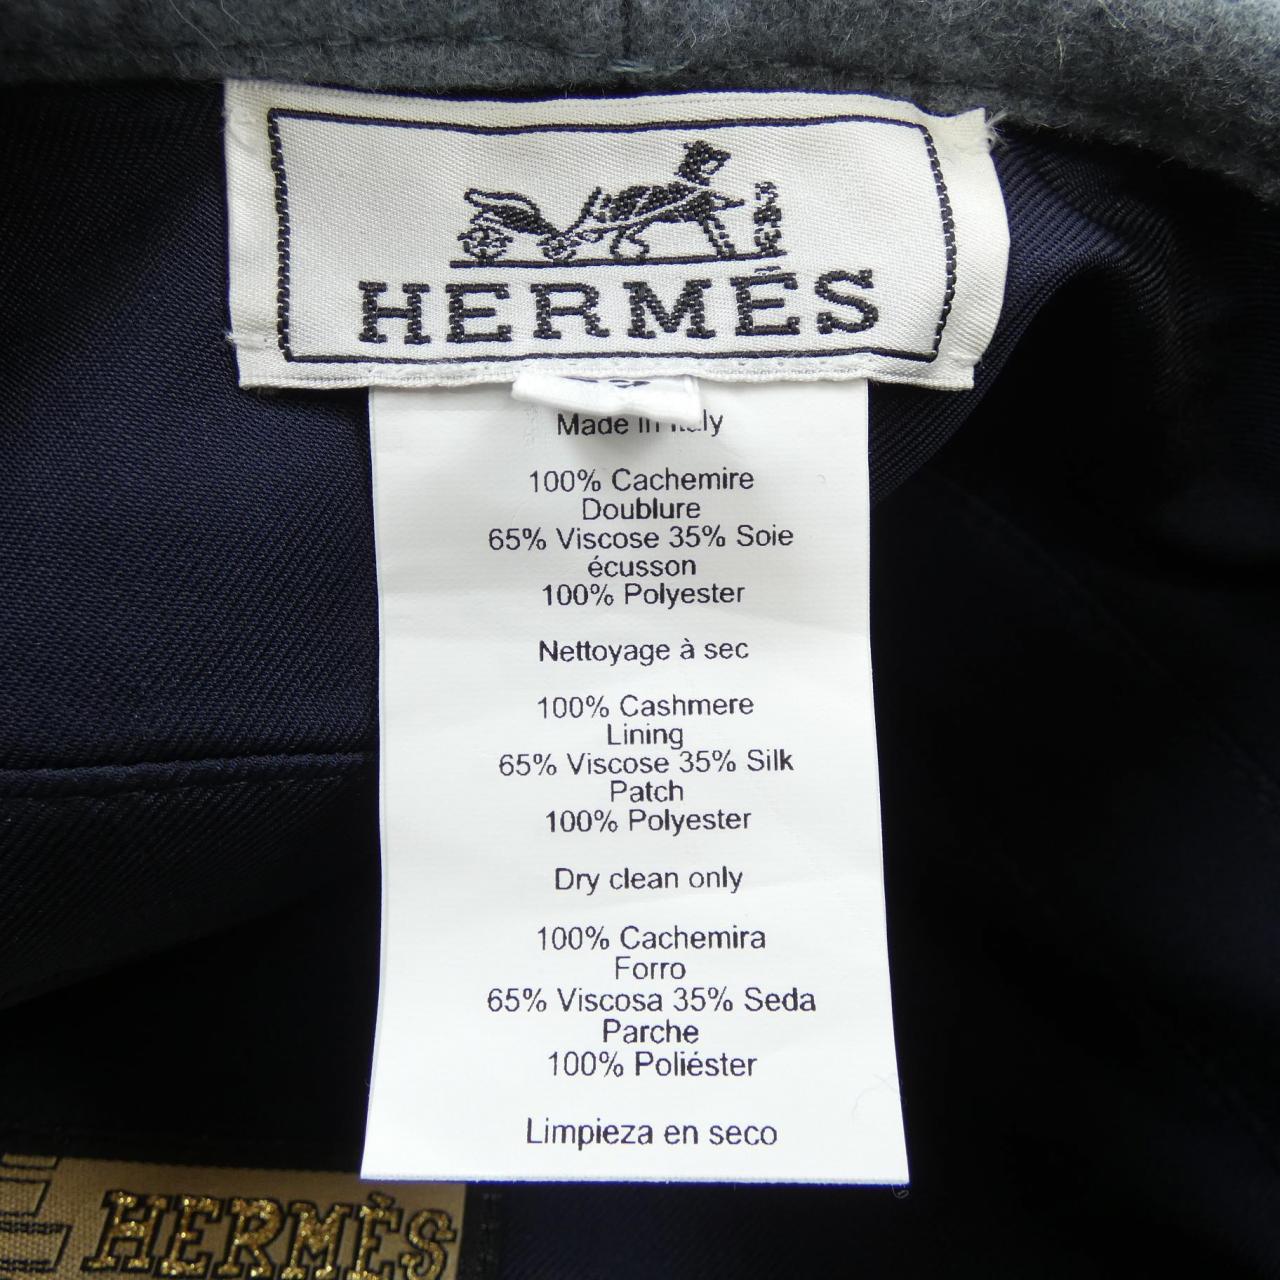 HERMÈS
Made in Italy
100% Cachemire
Doublure
65% Viscose 35% Soie
écusson
100% Polyester
Nettoyage à sec
100% Cashmere
Lining
65% Viscose 35% Silk
Patch
100% Polyester
Dry clean only
100% Cachemira
Forro
65% Viscosa 35% Seda
Parche
100% Poliéster
Limpieza en seco
HERMÈS